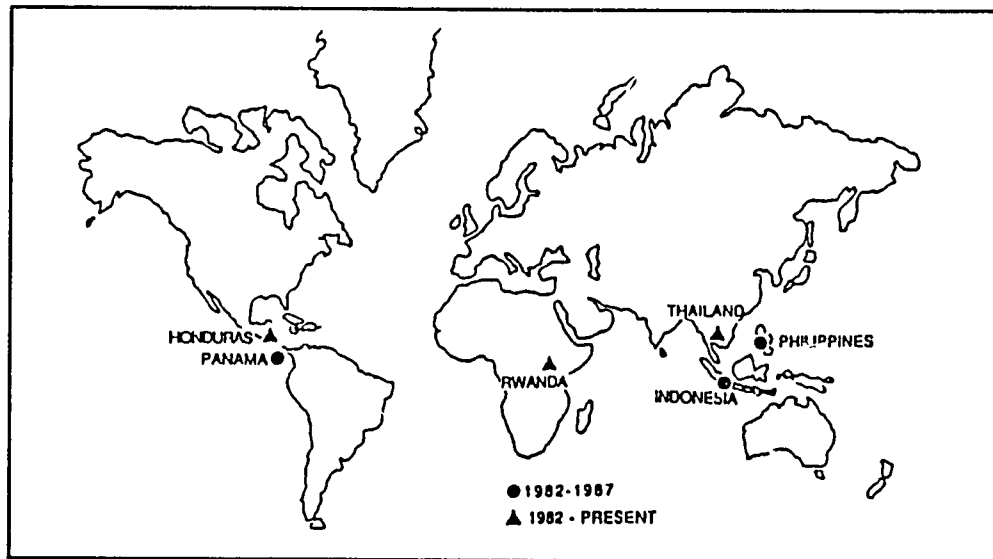 THAILAND
HONDURAS
PHILIPPINES
PANAMA
RWANDA
INDONESIA
1982-1987
1982 - PRESENT